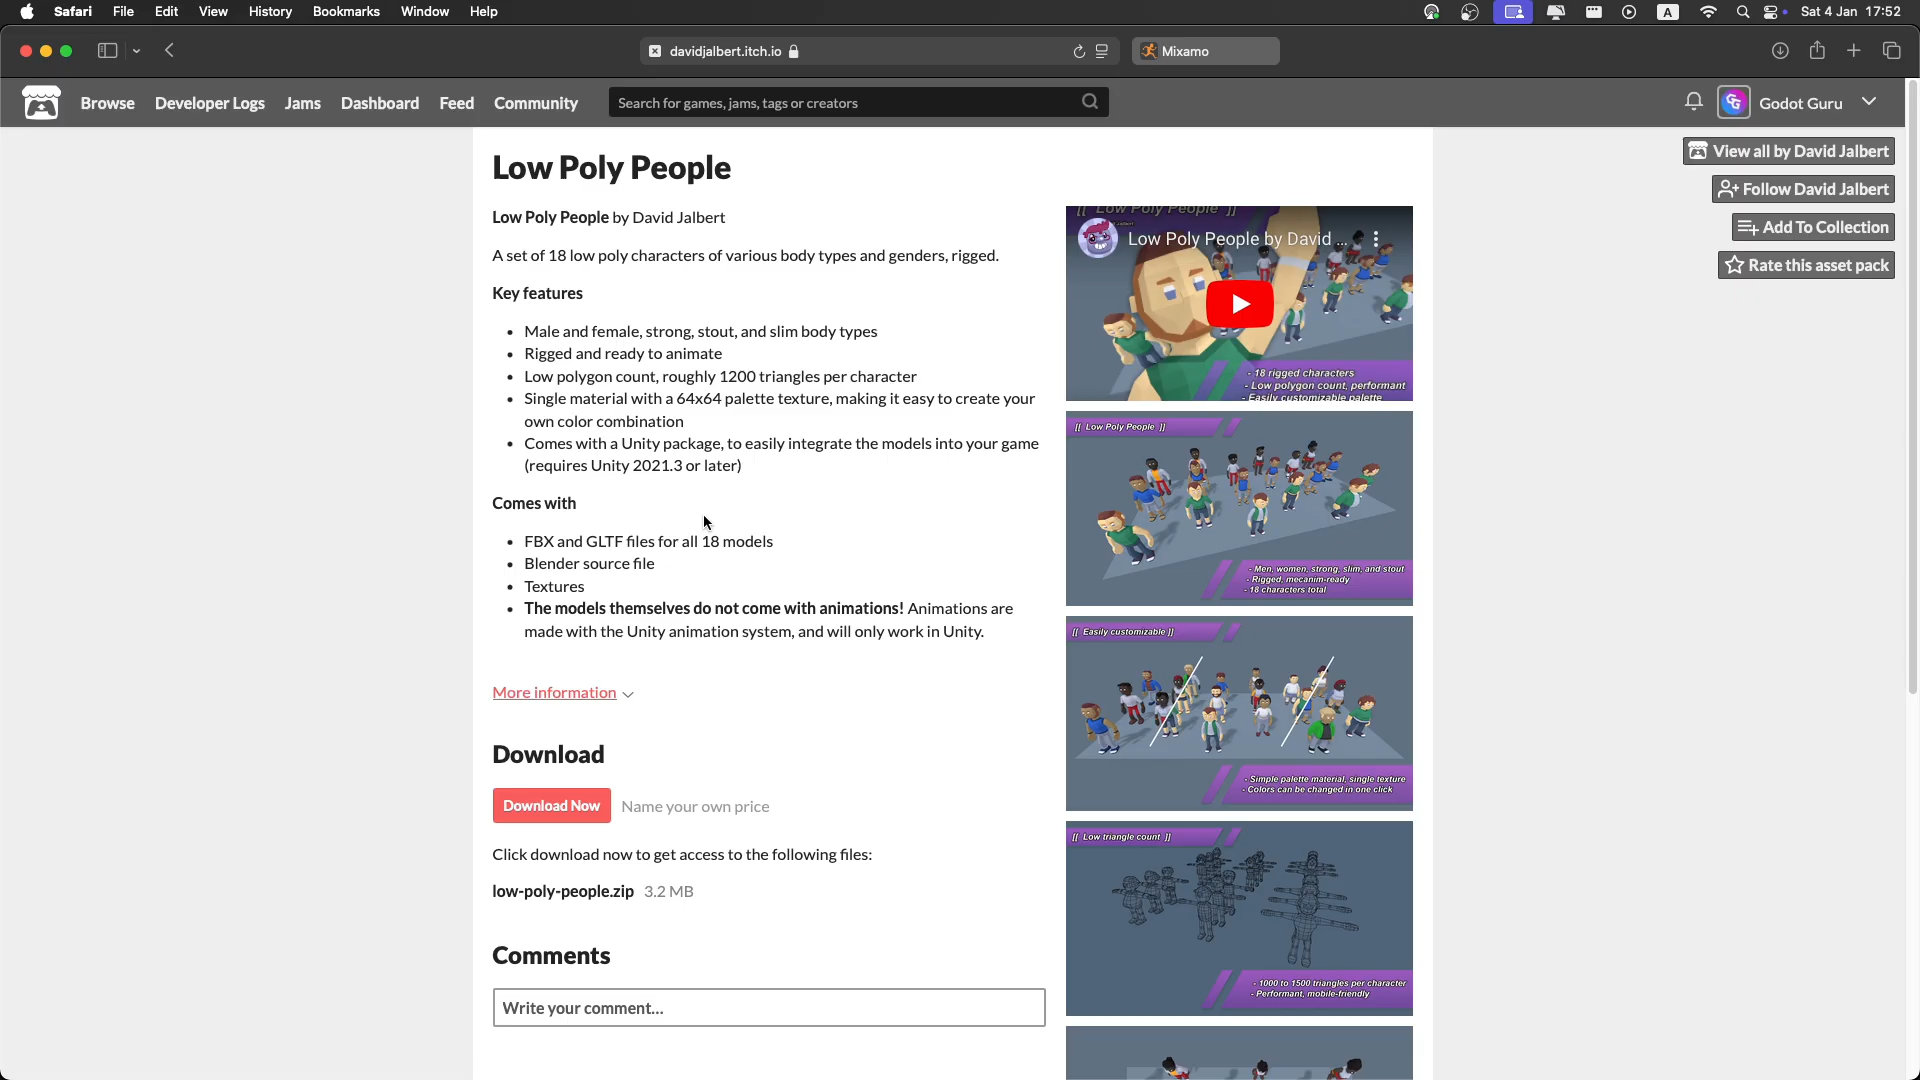 Safari File Edit View History Bookmarks Window Help
A
Sat 4 Jan 17:52
davidjalbert.itch.io
Mixamo
Browse Developer Logs Jams Dashboard Feed Community
Search for games, jams, tags or creators
Godot Guru
View all by David Jalbert
Follow David Jalbert
Add To Collection
Rate this asset pack
Low Poly People
Low Poly People by David Jalbert
A set of 18 low poly characters of various body types and genders, rigged.
Key features
Male and female, strong, stout, and slim body types
Rigged and ready to animate
Low polygon count, roughly 1200 triangles per character
Single material with a 64x64 palette texture, making it easy to create your
own color combination
Comes with a Unity package, to easily integrate the models into your game
(requires Unity 2021.3 or later)
Comes with
FBX and GLTF files for all 18 models
Blender source file
Textures
The models themselves do not come with animations! Animations are
made with the Unity animation system, and will only work in Unity.
More information
Download
Download Now Name your own price
Click download now to get access to the following files:
low-poly-people.zip 3.2 MB
Comments
Write your comment...
[[ Low Poly People ]]
Low Poly People by David ...
- 18 rigged characters
- Low polygon count, performant
- Easily customizable palette
[[ Low Poly People ]]
- Men, women, strong, slim, and stout
- Rigged, mecanim-ready
- 18 characters total
[[ Easily customizable ]]
- Simple palette material, single texture
- Colors can be changed in one click
[[ Low triangle count ]]
- 1000 to 1500 triangles per character
- Performant, mobile-friendly